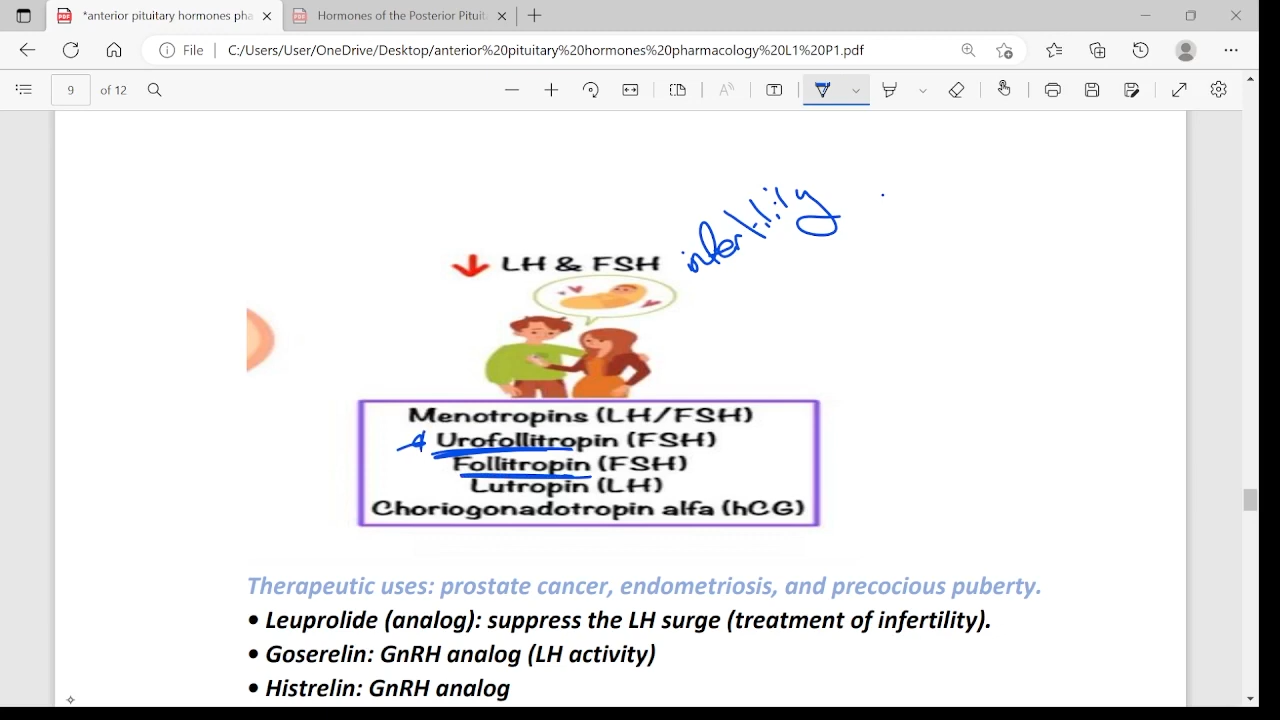 *anterior pituitary hormones pha
Hormones of the Posterior Pituit
File
C:/Users/User/OneDrive/Desktop/anterior%20pituitary%20hormones%20pharmacology%20L1%20P1.pdf
9 of 12
infertility
LH & FSH
Menotropins (LH/FSH)
Urofollitropin (FSH)
Follitropin (FSH)
Lutropin (LH)
Choriogonadotropin alfa (hCG)
Therapeutic uses: prostate cancer, endometriosis, and precocious puberty.
• Leuprolide (analog): suppress the LH surge (treatment of infertility).
• Goserelin: GnRH analog (LH activity)
• Histrelin: GnRH analog